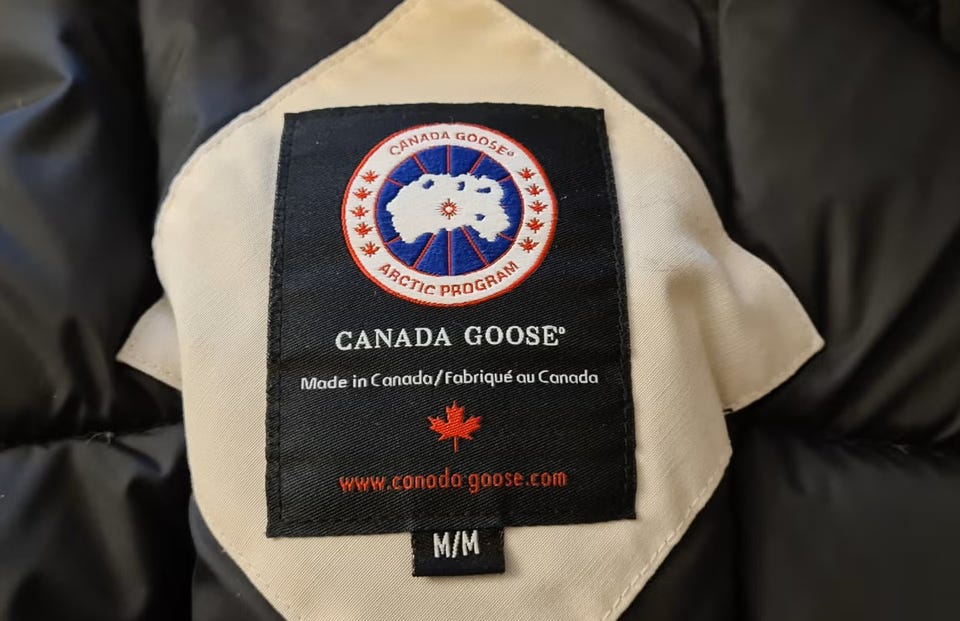 CANADA GOOSE®
ARCTIC PROGRAM
CANADA GOOSE®
Made in Canada/Fabriqué au Canada
www.canada-goose.com
M/M